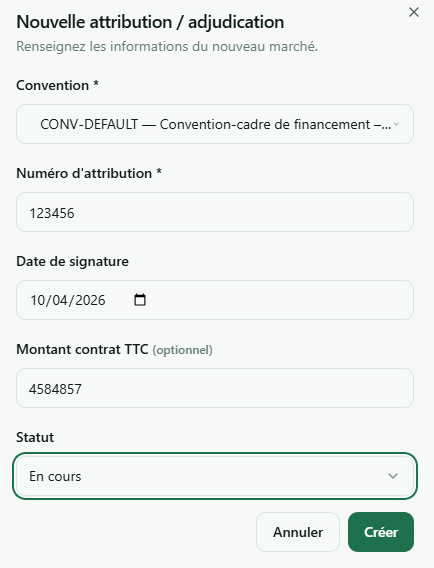 Nouvelle attribution / adjudication
Renseignez les informations du nouveau marché.
Convention *
CONV-DEFAULT — Convention-cadre de financement –...
Numéro d'attribution *
123456
Date de signature
10/04/2026
Montant contrat TTC (optionnel)
4584857
Statut
En cours
Annuler
Créer